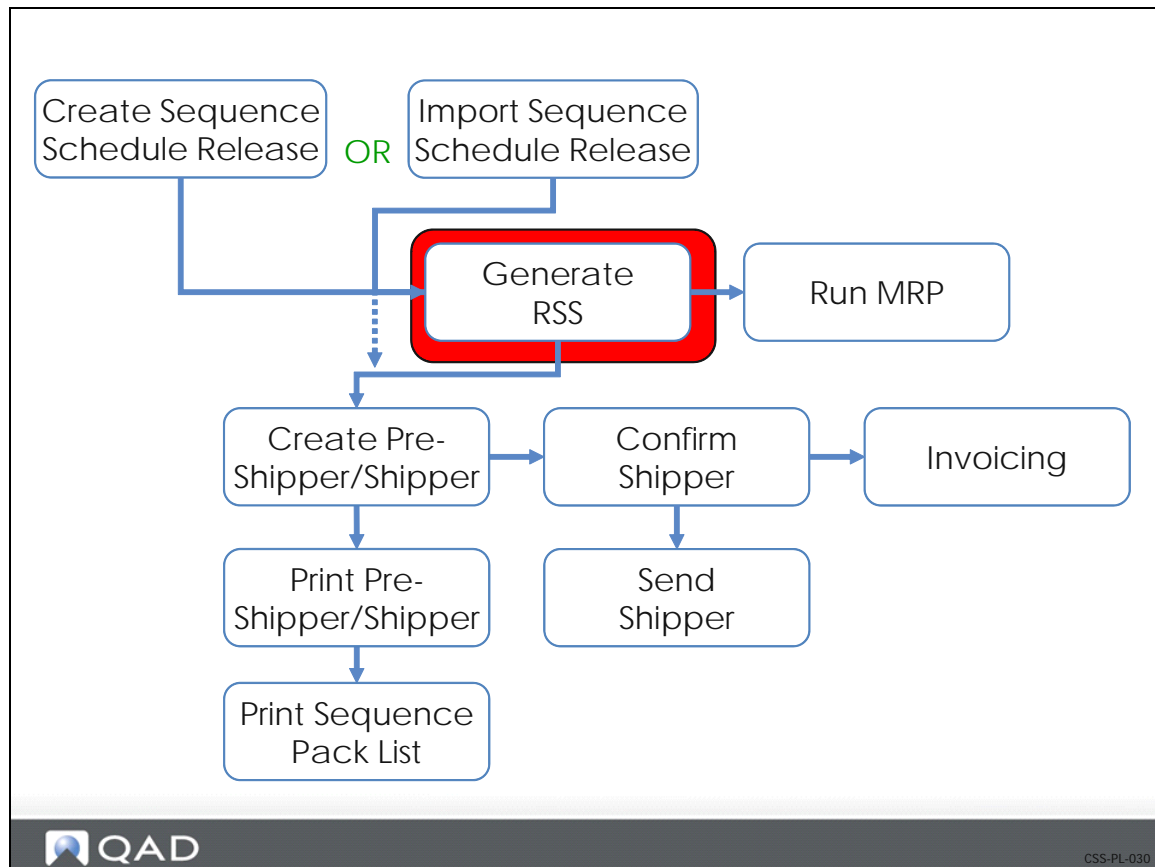 Create Sequence
Schedule Release
OR
Import Sequence
Schedule Release
Generate
RSS
Run MRP
Create Pre-
Shipper/Shipper
Confirm
Shipper
Invoicing
Print Pre-
Shipper/Shipper
Send
Shipper
Print Sequence
Pack List
QAD
CSS-PL-030